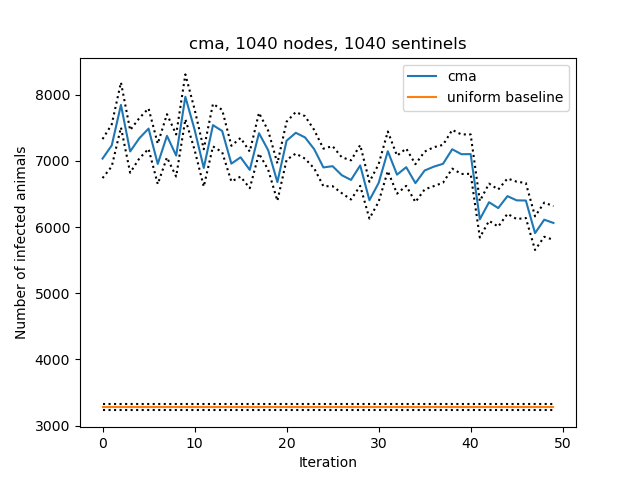 cma, 1040 nodes, 1040 sentinels
cma
uniform baseline
Number of infected animals
8000
7000
6000
5000
4000
3000
0 10 20 30 40 50
Iteration